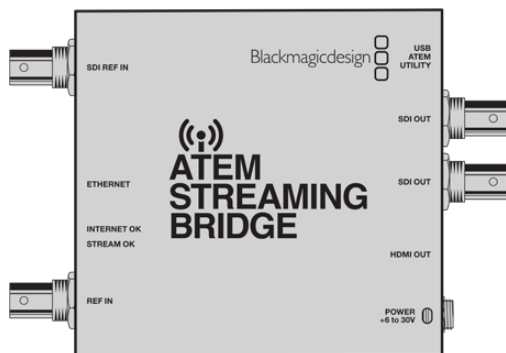 SDI REF IN
Blackmagicdesign
USB
ATEM
UTILITY
SDI OUT
ATEM
STREAMING
BRIDGE
ETHERNET
SDI OUT
INTERNET OK
STREAM OK
HDMI OUT
REF IN
POWER
+6 to 30V